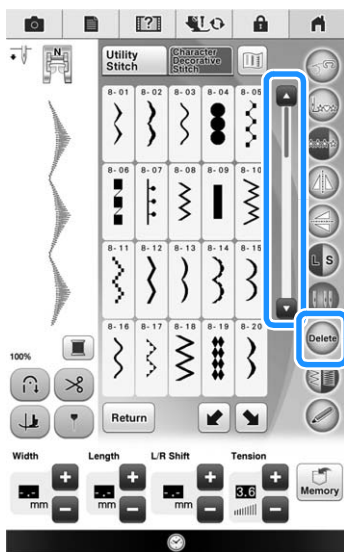 N
Utility
Stitch
Character
Decorative
Stitch
8-01 8-02 8-03 8-04 8-05
8-06 8-07 8-08 8-09 8-10
8-11 8-12 8-13 8-14 8-15
8-16 8-17 8-18 8-19 8-20
L S
Delete
100%
Return
Width Length L/R Shift Tension
-.- mm + − -.- mm + − -.- mm + − 3.6 + −
Memory